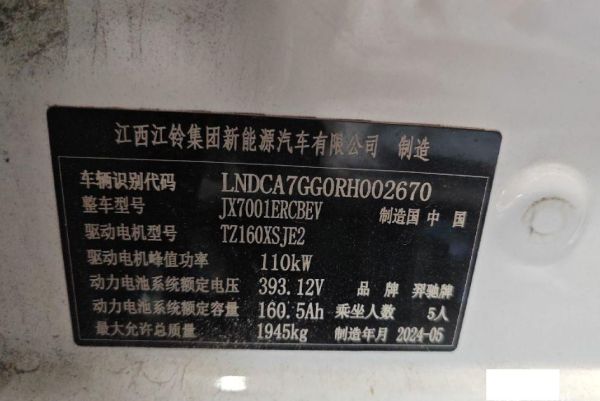 江西江铃集团新能源汽车有限公司 制造
车辆识别代码 LNDCA7GG0RH002670
整车型号 JX7001ERCBEV 制造国 中 国
驱动电机型号 TZ160XSJE2
驱动电机峰值功率 110kW
动力电池系统额定电压 393.12V 品 牌 羿驰牌
动力电池系统额定容量 160.5Ah 乘坐人数 5人
最大允许总质量 1945kg 制造年月 2024-05